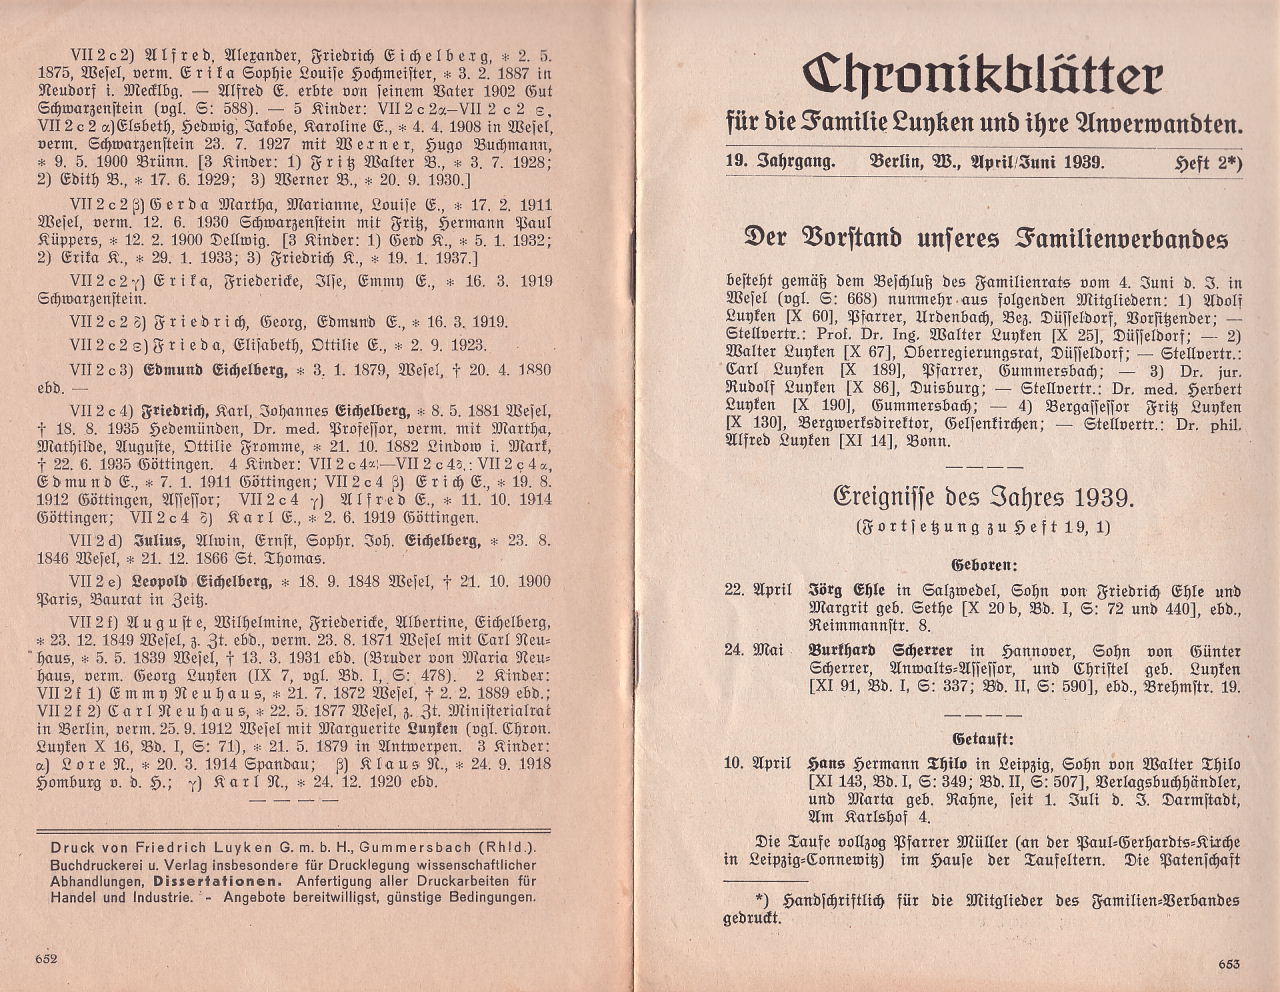 VII 2 c 2) Alfred, Alexander, Friedrich Eichelberg, * 2. 5.
1875, Wesel, verm. Erika Sophie Louise Hochmeister, * 3. 2. 1887 in
Neudorf i. Mecklbg. — Alfred E. erbte von seinem Vater 1902 Gut
Schwarzenstein (vgl. S: 588). — 5 Kinder: VII 2 c 2α—VII 2 c 2 ε,
VII 2 c 2 α) Elsbeth, Hedwig, Jakobe, Karoline E., * 4. 4. 1908 in Wesel,
verm. Schwarzenstein 23. 7. 1927 mit Werner, Hugo Buchmann,
* 9. 5. 1900 Brünn. [3 Kinder: 1) Fritz Walter B., * 3. 7. 1928;
2) Edith B., * 17. 6. 1929; 3) Werner B., * 20. 9. 1930.]
VII 2 c 2 β) Gerda Martha, Marianne, Louise E., * 17. 2. 1911
Wesel, verm. 12. 6. 1930 Schwarzenstein mit Fritz, Hermann Paul
Küppers, * 12. 2. 1900 Dellwig. [3 Kinder: 1) Gerd K., * 5. 1. 1932;
2) Erika K., * 29. 1. 1933; 3) Friedrich K., * 19. 1. 1937.]
VII 2 c 2 γ) Erika, Friedericke, Ilse, Emmy E., * 16. 3. 1919
Schwarzenstein.
VII 2 c 2 δ) Friedrich, Georg, Edmund E., * 16. 3. 1919.
VII 2 c 2 ε) Frieda, Elisabeth, Ottilie E., * 2. 9. 1923.
VII 2 c 3) Edmund Eichelberg, * 3. 1. 1879, Wesel, † 20. 4. 1880
ebd. —
VII 2 c 4) Friedrich, Karl, Johannes Eichelberg, * 8. 5. 1881 Wesel,
† 18. 8. 1935 Hedemünden, Dr. med. Professor, verm. mit Martha,
Mathilde, Auguste, Ottilie Fromme, * 21. 10. 1882 Lindow i. Mark,
† 22. 6. 1935 Göttingen. 4 Kinder: VII 2 c 4α:—VII 2 c 4δ.: VII 2 c 4 α,
Edmund E., * 7. 1. 1911 Göttingen; VII 2 c 4 β) Erich E., * 19. 8.
1912 Göttingen, Assessor; VII 2 c 4 γ) Alfred E., * 11. 10. 1914
Göttingen; VII 2 c 4 δ) Karl E., * 2. 6. 1919 Göttingen.
VII 2 d) Julius, Alwin, Ernst, Sophr. Joh. Eichelberg, * 23. 8.
1846 Wesel, * 21. 12. 1866 St. Thomas.
VII 2 e) Leopold Eichelberg, * 18. 9. 1848 Wesel, † 21. 10. 1900
Paris, Baurat in Zeitz.
VII 2 f) Auguste, Wilhelmine, Friedericke, Albertine, Eichelberg,
* 23. 12. 1849 Wesel, z. Zt. ebd., verm. 23. 8. 1871 Wesel mit Carl Neu-
haus, * 5. 5. 1839 Wesel, † 13. 3. 1931 ebd. (Bruder von Maria Neu-
haus, verm. Georg Luyken (IX 7, vgl. Bd. I, S: 478). 2 Kinder:
VII 2 f 1) Emmy Neuhaus, * 21. 7. 1872 Wesel, † 2. 2. 1889 ebd.;
VII 2 f 2) Carl Neuhaus, * 22. 5. 1877 Wesel, z. Zt. Ministerialrat
in Berlin, verm. 25. 9. 1912 Wesel mit Marguerite Luyken (vgl. Chron.
Luyken X 16, Bd. I, S: 71), * 21. 5. 1879 in Antwerpen. 3 Kinder:
α) Lore N., * 20. 3. 1914 Spandau; β) Klaus N., * 24. 9. 1918
Homburg v. d. H.; γ) Karl N., * 24. 12. 1920 ebd.
— — — —
Druck von Friedrich Luyken G. m. b. H., Gummersbach (Rhld.).
Buchdruckerei u. Verlag insbesondere für Drucklegung wissenschaftlicher
Abhandlungen, Dissertationen. Anfertigung aller Druckarbeiten für
Handel und Industrie. - Angebote bereitwilligst, günstige Bedingungen.
652
Chronikblätter
für die Familie Luyken und ihre Anverwandten.
19. Jahrgang. Berlin, W., April/Juni 1939. Heft 2*)
Der Vorstand unseres Familienverbandes
besteht gemäß dem Beschluß des Familienrats vom 4. Juni d. J. in
Wesel (vgl. S: 668) nunmehr aus folgenden Mitgliedern: 1) Adolf
Luyken [X 60], Pfarrer, Urdenbach, Bez. Düsseldorf, Vorsitzender; —
Stellvertr.: Prof. Dr. Ing. Walter Luyken [X 25], Düsseldorf; — 2)
Walter Luyken [X 67], Oberregierungsrat, Düsseldorf; — Stellvertr.:
Carl Luyken [X 189], Pfarrer, Gummersbach; — 3) Dr. jur.
Rudolf Luyken [X 86], Duisburg; — Stellvertr.: Dr. med. Herbert
Luyken [X 190], Gummersbach; — 4) Bergassessor Fritz Luyken
[X 130], Bergwerksdirektor, Gelsenkirchen; — Stellvertr.: Dr. phil.
Alfred Luyken [XI 14], Bonn.
— — — —
Ereignisse des Jahres 1939.
(Fortsetzung zu Heft 19, 1)
Geboren:
22. April Jörg Ehle in Salzwedel, Sohn von Friedrich Ehle und
Margrit geb. Sethe [X 20 b, Bd. I, S: 72 und 440], ebd.,
Reimmannstr. 8.
24. Mai Burkhard Scherrer in Hannover, Sohn von Günter
Scherrer, Anwalts-Assessor, und Christel geb. Luyken
[XI 91, Bd. I, S: 337; Bd. II, S: 590], ebd., Brehmstr. 19.
— — — —
Getauft:
10. April Hans Hermann Thilo in Leipzig, Sohn von Walter Thilo
[XI 143, Bd. I, S: 349; Bd. II, S: 507], Verlagsbuchhändler,
und Marta geb. Rahne, seit 1. Juli d. J. Darmstadt,
Am Karlshof 4.
Die Taufe vollzog Pfarrer Müller (an der Paul-Gerhardts-Kirche
in Leipzig-Connewitz) im Hause der Taufeltern. Die Patenschaft
*) Handschriftlich für die Mitglieder des Familien-Verbandes
gedruckt.
653